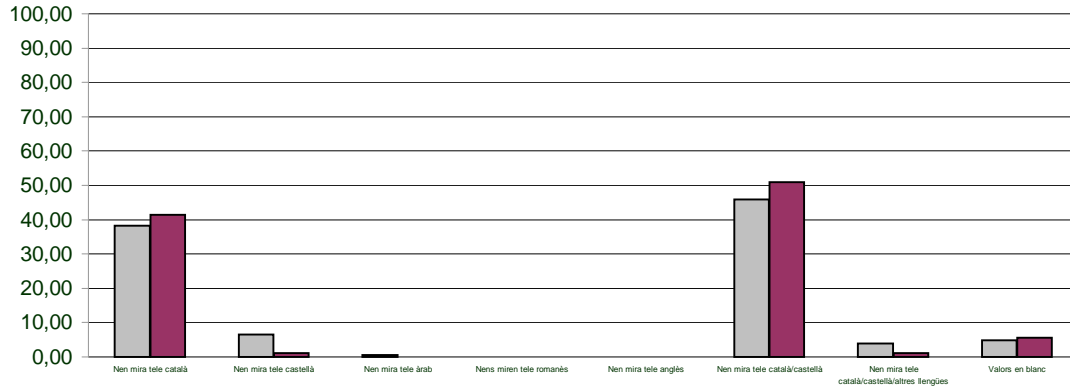 100,00
90,00
80,00
70,00
60,00
50,00
40,00
30,00
20,00
10,00
0,00
Nen mira tele català
Nen mira tele castellà
Nen mira tele àrab
Nens miren tele romanès
Nen mira tele anglès
Nen mira tele català/castellà
Nen mira tele
català/castellà/altres llengües
Valors en blanc